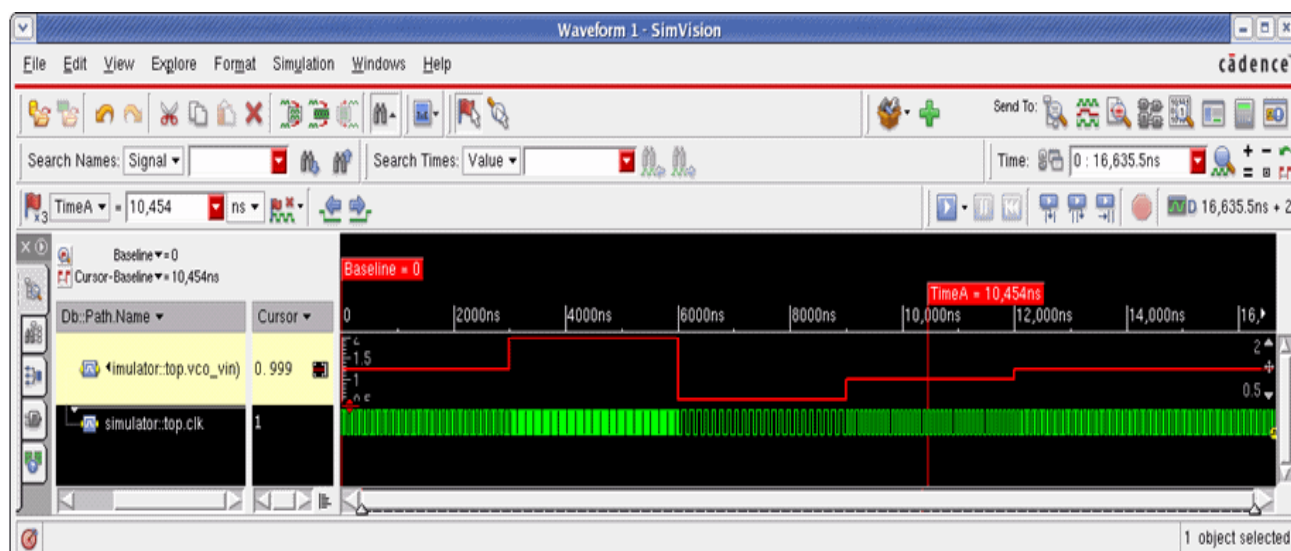 Waveform 1 - SimVision
File Edit View Explore Format Simulation Windows Help cādence
Send To:
Search Names: Signal Search Times: Value Time: 0 : 16,635.5ns
x3 TimeA = 10,454 ns 16,635.5ns + 2
Baseline = 0
Cursor-Baseline = 10,454ns
Baseline = 0
TimeA = 10,454ns
Db::Path.Name Cursor 0 2000ns 4000ns 6000ns 8000ns 10,000ns 12,000ns 14,000ns 16,
2
1.5
imulator::top.vco_vin) 0.999
1
0.5
simulator::top.clk 1
1 object selected